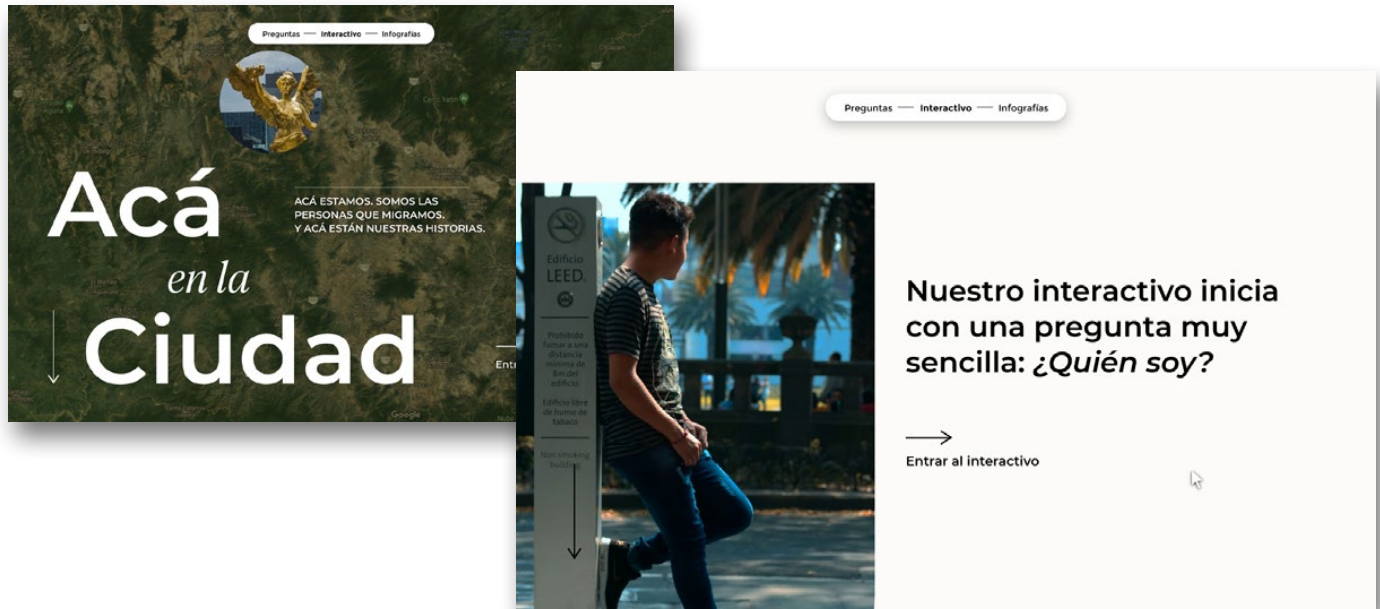 Preguntas — Interactivo — Infografías
Acá
en la
Ciudad
ACÁ ESTAMOS. SOMOS LAS
PERSONAS QUE MIGRAMOS.
Y ACÁ ESTÁN NUESTRAS HISTORIAS.
Entr
Google
Preguntas — Interactivo — Infografías
Edificio
LEED.
Prohibido
fumar a una
distancia
mínima de
8m del
edificio
Edificio libre
de humo de
tabaco
Non smoking
building
Nuestro interactivo inicia
con una pregunta muy
sencilla: ¿Quién soy?
Entrar al interactivo